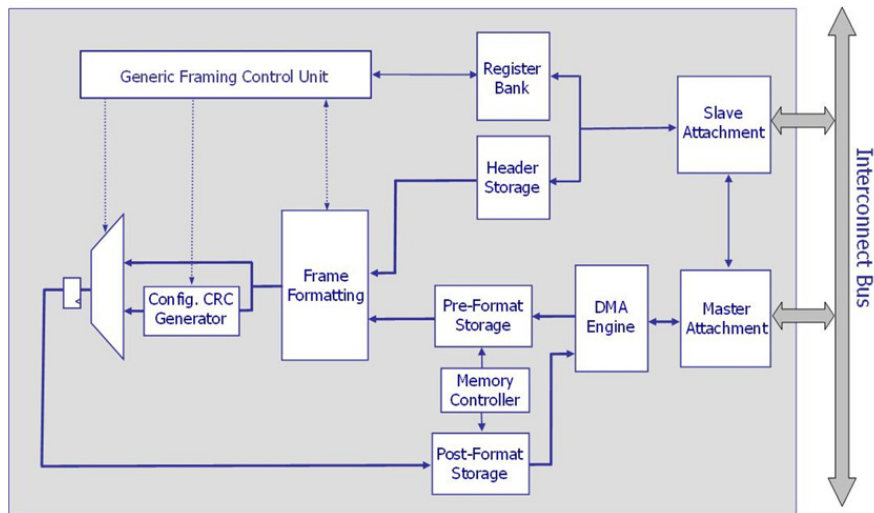 Generic Framing Control Unit
Register
Bank
Slave
Attachment
Header
Storage
Interconnect Bus
Frame
Formatting
Config. CRC
Generator
Pre-Format
Storage
DMA
Engine
Master
Attachment
Memory
Controller
Post-Format
Storage